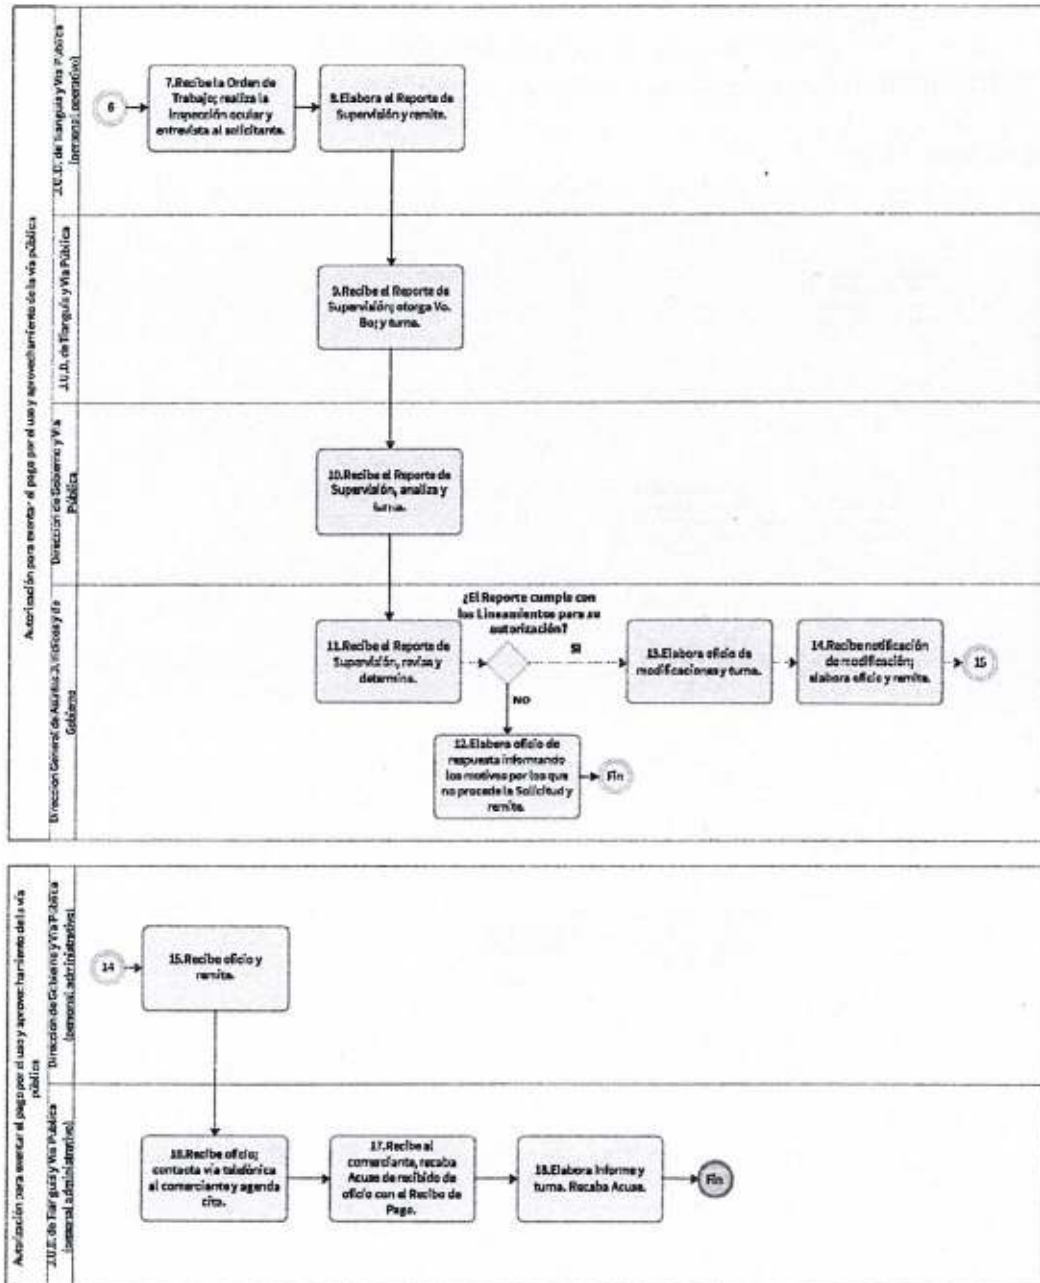 Autorización para exentar el pago por el uso y aprovechamiento de la vía pública
J.U.D. de Tianguis y Vía Pública
(personal operativo)
6
7.Recibe la Orden de
Trabajo; realiza la
inspección ocular y
entrevista al solicitante.
8.Elabora el Reporte de
Supervisión y remite.
J.U.D. de Tianguis y Vía Pública
9.Recibe el Reporte de
Supervisión; otorga Vo.
Bo; y turna.
Dirección de Gobierno y Vía
Pública
10.Recibe el Reporte de
Supervisión, analiza y
turna.
Dirección General de Asuntos Jurídicos y de
Gobierno
11.Recibe el Reporte de
Supervisión, revisa y
determina.
¿El Reporte cumple con
los Lineamientos para su
autorización?
SI
NO
13.Elabora oficio de
modificaciones y turna.
14.Recibe notificación
de modificación;
elabora oficio y remite.
15
12.Elabora oficio de
respuesta informando
los motivos por los que
no procede la Solicitud y
remite.
Fin
Autorización para exentar el pago por el uso y aprovechamiento de la vía
pública
Dirección de Gobierno y Vía Pública
(personal administrativo)
14
15.Recibe oficio y
remite.
J.U.D. de Tianguis y Vía Pública
(personal administrativo)
16.Recibe oficio;
contacta vía telefónica
al comerciante y agenda
cita.
17.Recibe al
comerciante, recaba
Acuse de recibido de
oficio con el Recibo de
Pago.
18.Elabora Informe y
turna. Recaba Acuse.
Fin